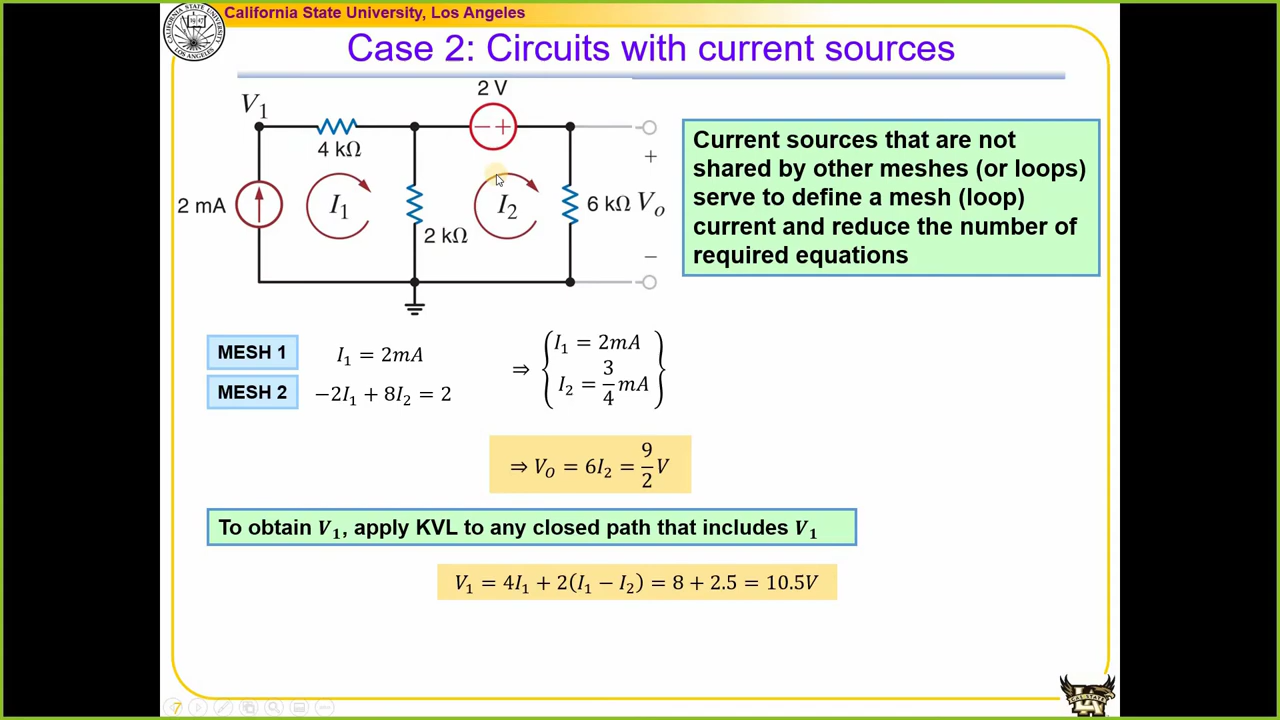 California State University, Los Angeles
Case 2: Circuits with current sources
2 V
V₁
4 kΩ
− +
+
2 mA
I₁
I₂
6 kΩ Vₒ
2 kΩ
−
Current sources that are not
shared by other meshes (or loops)
serve to define a mesh (loop)
current and reduce the number of
required equations
MESH 1
I₁ = 2mA
MESH 2
−2I₁ + 8I₂ = 2
⇒ { I₁ = 2mA
I₂ = 3/4 mA }
⇒ V_O = 6I₂ = 9/2 V
To obtain V₁, apply KVL to any closed path that includes V₁
V₁ = 4I₁ + 2(I₁ − I₂) = 8 + 2.5 = 10.5V
7